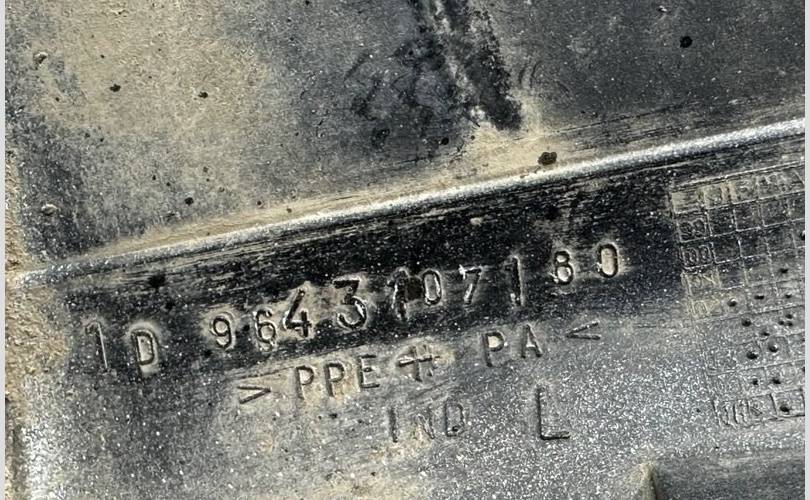 1D 9643107180
>PPE+PA<
IND L